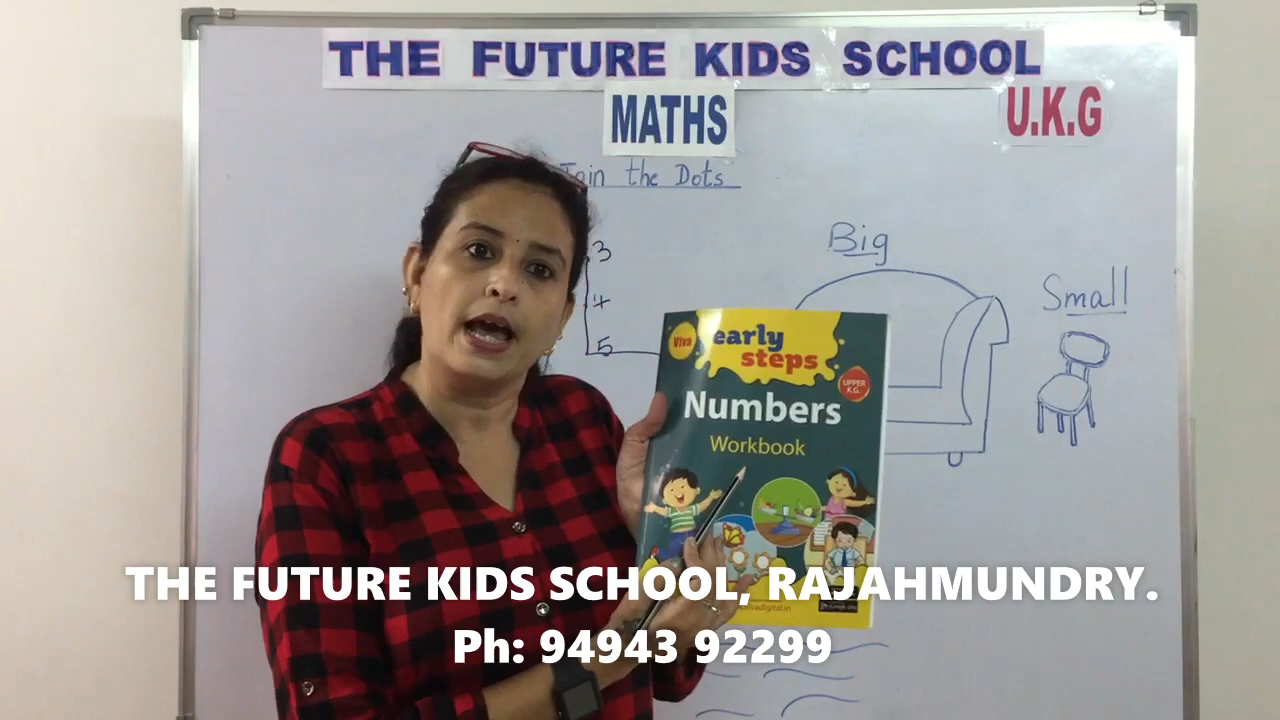 THE FUTURE KIDS SCHOOL
MATHS
U.K.G
Join the Dots
3
4
5
Big
Small
Viva
early
steps
UPPER
K.G.
Numbers
Workbook
THE FUTURE KIDS SCHOOL, RAJAHMUNDRY.
Ph: 94943 92299